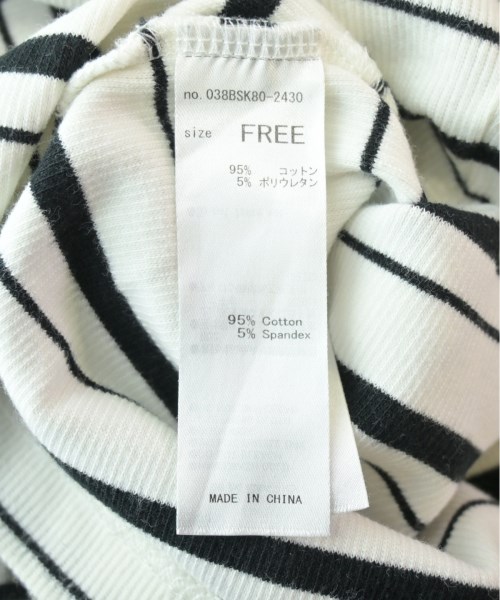 no. 038BSK80-2430
size FREE
95% コットン
5% ポリウレタン
95% Cotton
5% Spandex
MADE IN CHINA